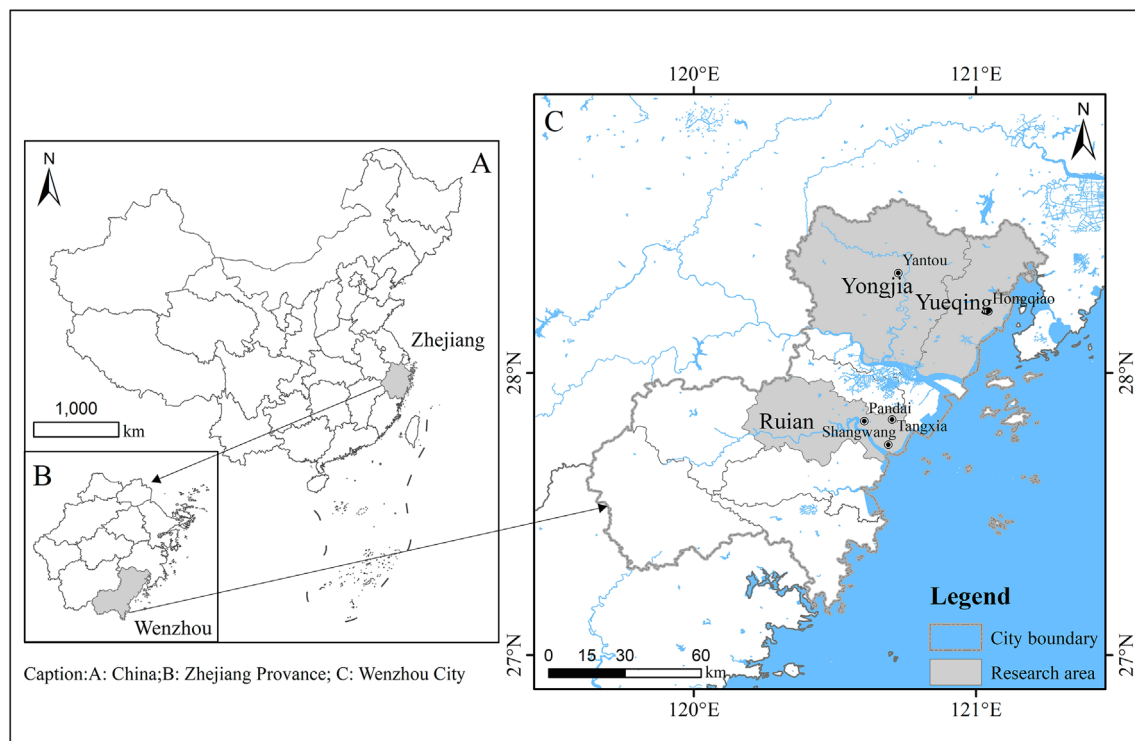 N
A
Zhejiang
1,000
km
B
Wenzhou
Caption:A: China;B: Zhejiang Provance; C: Wenzhou City
120°E
121°E
C
N
Yantou
Yongjia
Yueqing
Hongqiao
28°N
28°N
Ruian
Pandai
Shangwang
Tangxia
Legend
City boundary
Research area
0 15 30 60
km
27°N
27°N
120°E
121°E